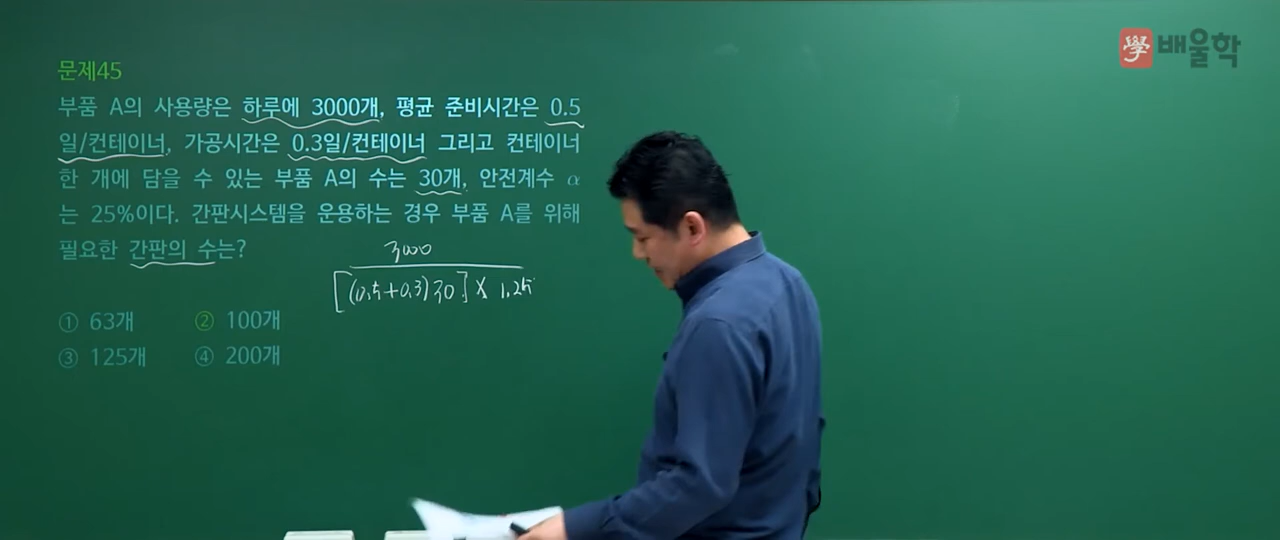 學 배울학
문제45
부품 A의 사용량은 하루에 3000개, 평균 준비시간은 0.5
일/컨테이너, 가공시간은 0.3일/컨테이너 그리고 컨테이너
한 개에 담을 수 있는 부품 A의 수는 30개, 안전계수 α
는 25%이다. 간판시스템을 운용하는 경우 부품 A를 위해
필요한 간판의 수는?
3000
[(0.5+0.3)30] × 1.25
① 63개 ② 100개
③ 125개 ④ 200개